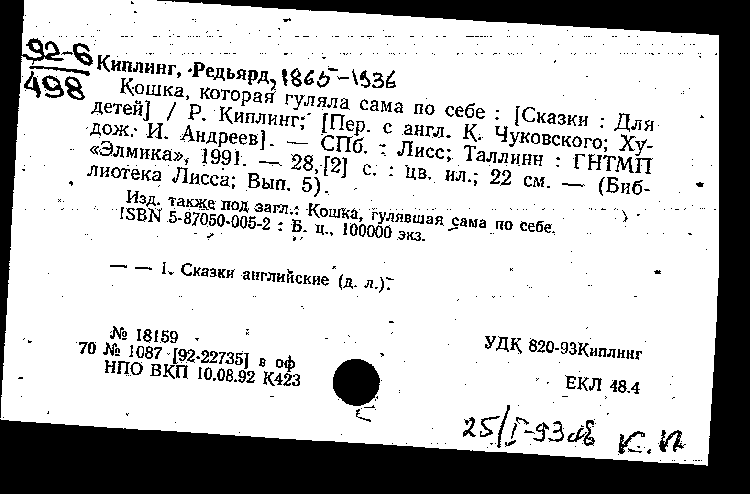 92-6
498
Киплинг, Редьярд, 1865-1936
Кошка, которая гуляла сама по себе : [Сказки : Для
детей] / Р. Киплинг; [Пер. с англ. К. Чуковского; Ху-
дож. И. Андреев]. — СПб. : Лисс; Таллинн : ГНТМП
«Элмика», 1991. — 28,[2] с. : цв. ил.; 22 см. — (Биб-
лиотека Лисса; Вып. 5).
Изд. также под загл.: Кошка, гулявшая сама по себе.
ISBN 5-87050-005-2 : Б. ц., 100000 экз.
— — 1. Сказки английские (д. л.).
№ 18159
УДК 820-93Киплинг
70 № 1087 [92-22735] в оф
НПО ВКП 10.08.92 К423
ЕКЛ 48.4
25/I-93